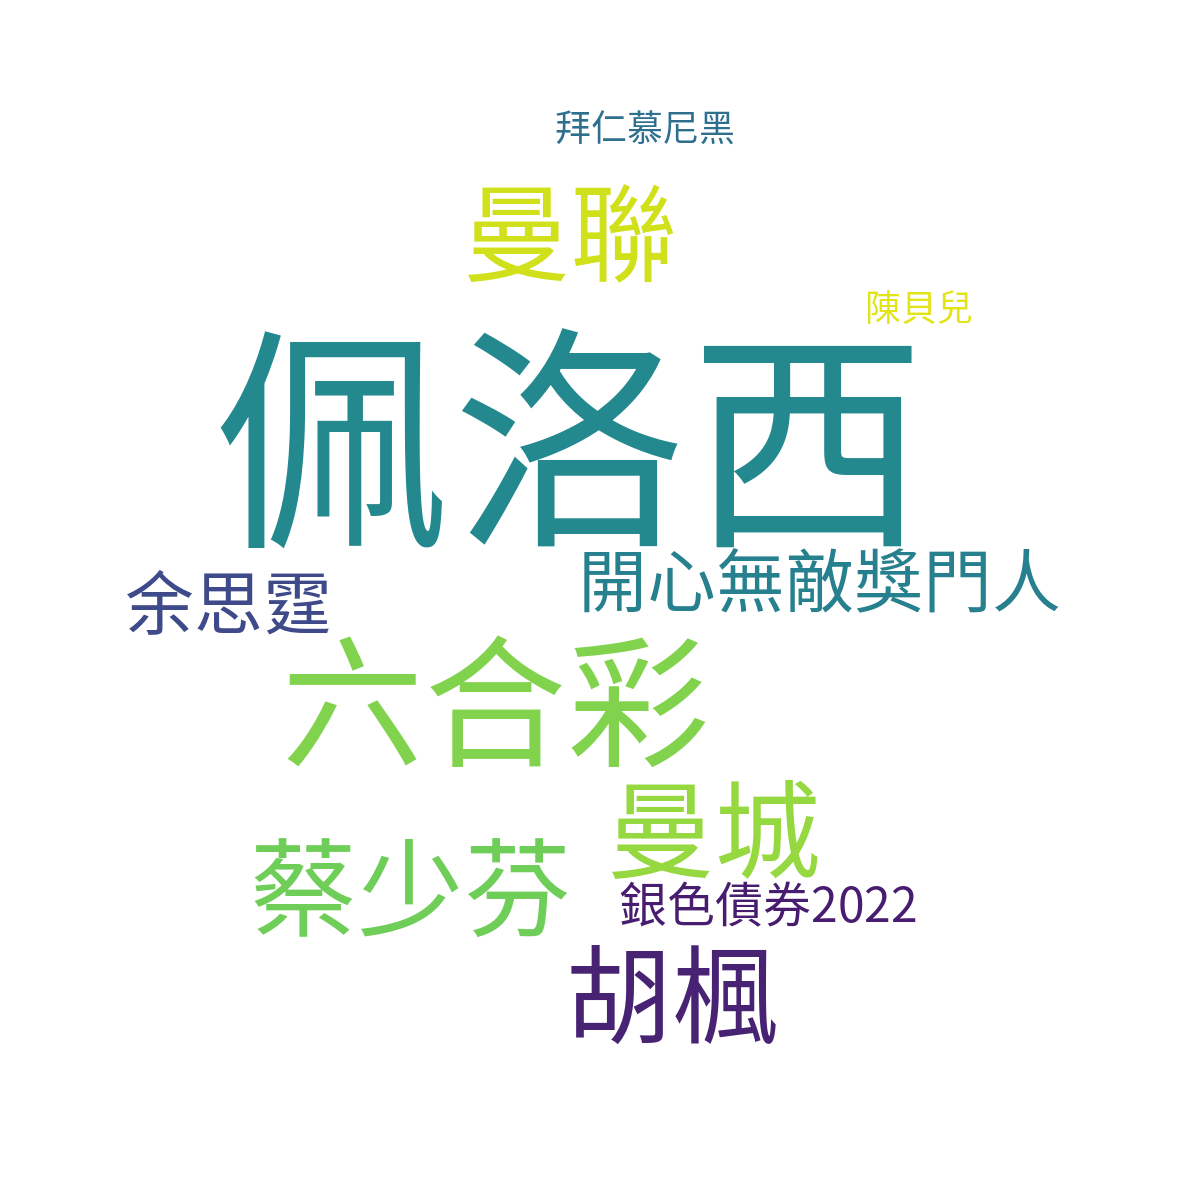 拜仁慕尼黑
曼聯
陳貝兒
佩洛西
開心無敵獎門人
余思霆
六合彩
曼城
蔡少芬
銀色債券2022
胡楓